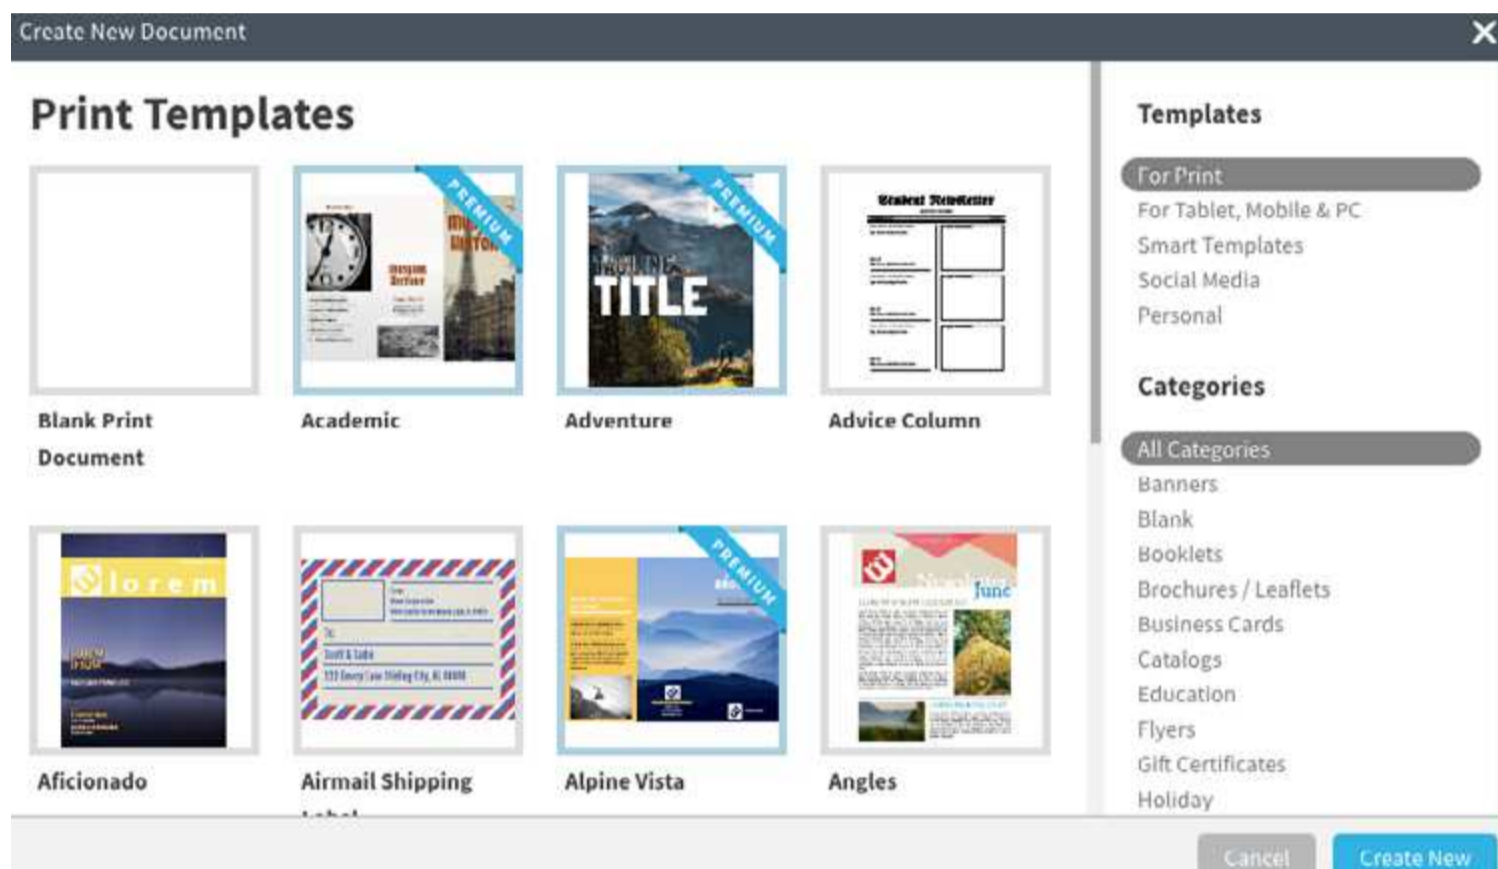 Create New Document
Print Templates
PREMIUM
PREMIUM
TITLE
Student Newsletter
Blank Print
Document
Academic
Adventure
Advice Column
lorem
PREMIUM
June
Aficionado
Airmail Shipping
Label
Alpine Vista
Angles
Templates
For Print
For Tablet, Mobile & PC
Smart Templates
Social Media
Personal
Categories
All Categories
Banners
Blank
Booklets
Brochures / Leaflets
Business Cards
Catalogs
Education
Flyers
Gift Certificates
Holiday
Cancel
Create New